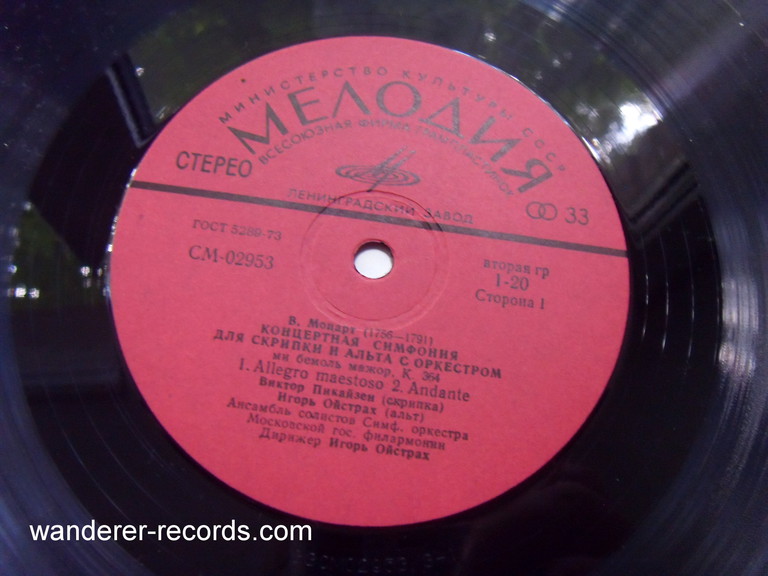 МИНИСТЕРСТВО КУЛЬТУРЫ СССР
МЕЛОДИЯ
ВСЕСОЮЗНАЯ ФИРМА ГРАМПЛАСТИНОК
СТЕРЕО
ЛЕНИНГРАДСКИЙ ЗАВОД
33
ГОСТ 5289-73
СМ-02953
вторая гр
1-20
Сторона 1
В. Моцарт (1756—1791)
КОНЦЕРТНАЯ СИМФОНИЯ
ДЛЯ СКРИПКИ И АЛЬТА С ОРКЕСТРОМ
ми бемоль мажор, К. 364
1. Allegro maestoso 2. Andante
Виктор Пикайзен (скрипка)
Игорь Ойстрах (альт)
Ансамбль солистов Симф. оркестра
Московской гос. филармонии
Дирижер Игорь Ойстрах
wanderer-records.com